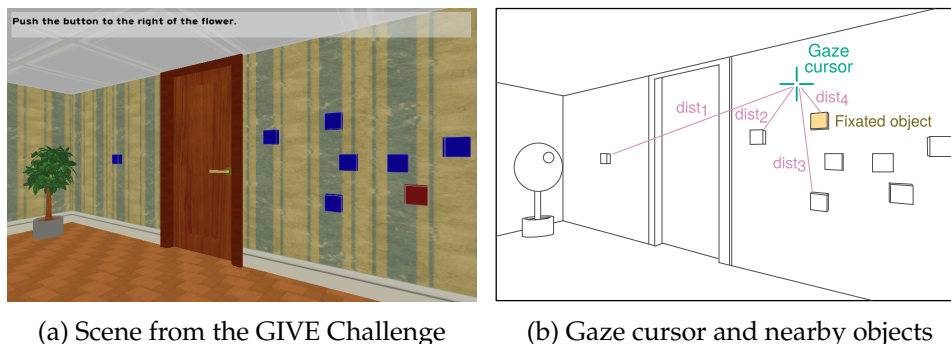 Push the button to the right of the flower.
Gaze
cursor
dist1
dist2
dist4
Fixated object
dist3
(a) Scene from the GIVE Challenge
(b) Gaze cursor and nearby objects